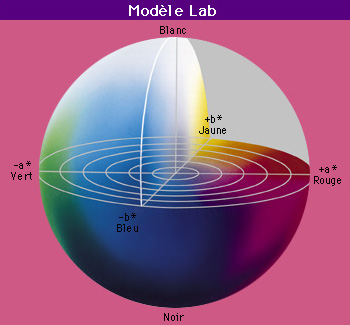 Modèle Lab
Blanc
+b*
Jaune
-a*
Vert
+a*
Rouge
-b*
Bleu
Noir